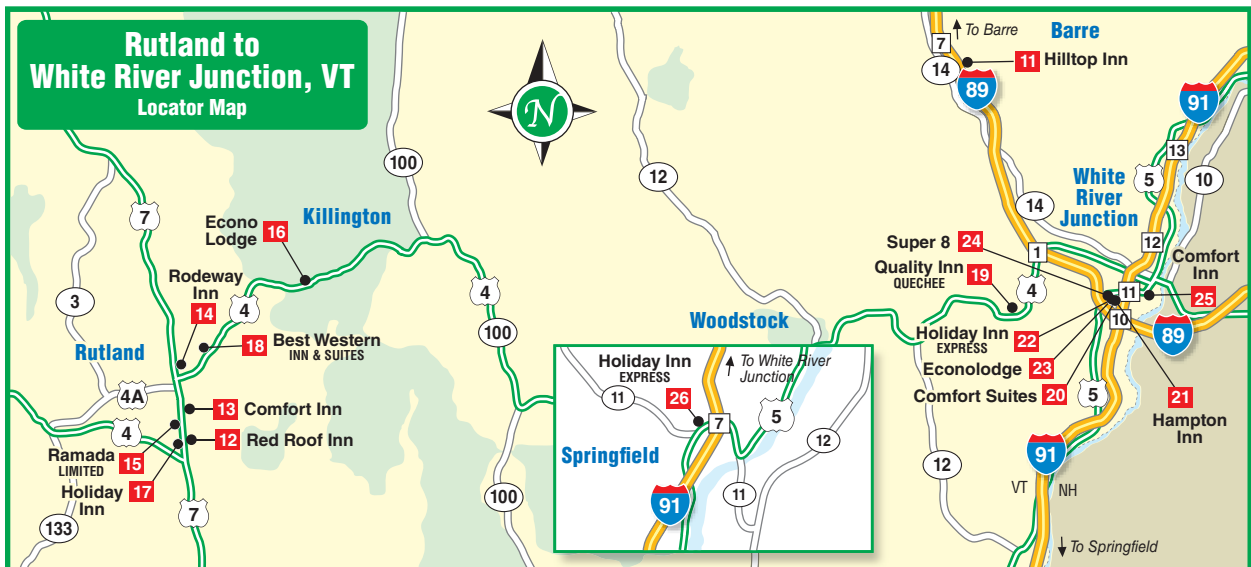 Rutland to
White River Junction, VT
Locator Map
N
To Barre
Barre
7
11 Hilltop Inn
14
89
91
100
12
13
5
10
White
River
Junction
14
7
Econo
Lodge
16
Killington
Rodeway
Inn
14
3
4
4
100
18 Best Western
INN & SUITES
Rutland
4A
13 Comfort Inn
4
12 Red Roof Inn
Ramada
LIMITED
15
Holiday
Inn
17
7
133
100
Super 8 24
1
12
Quality Inn
QUECHEE
19
4
Comfort
Inn
25
11
10
89
Woodstock
Holiday Inn
EXPRESS
22
Econolodge 23
Comfort Suites 20
5
21
Hampton
Inn
12
91
VT
NH
To Springfield
Holiday Inn
EXPRESS
26
To White River
Junction
11
7
5
12
Springfield
91
11